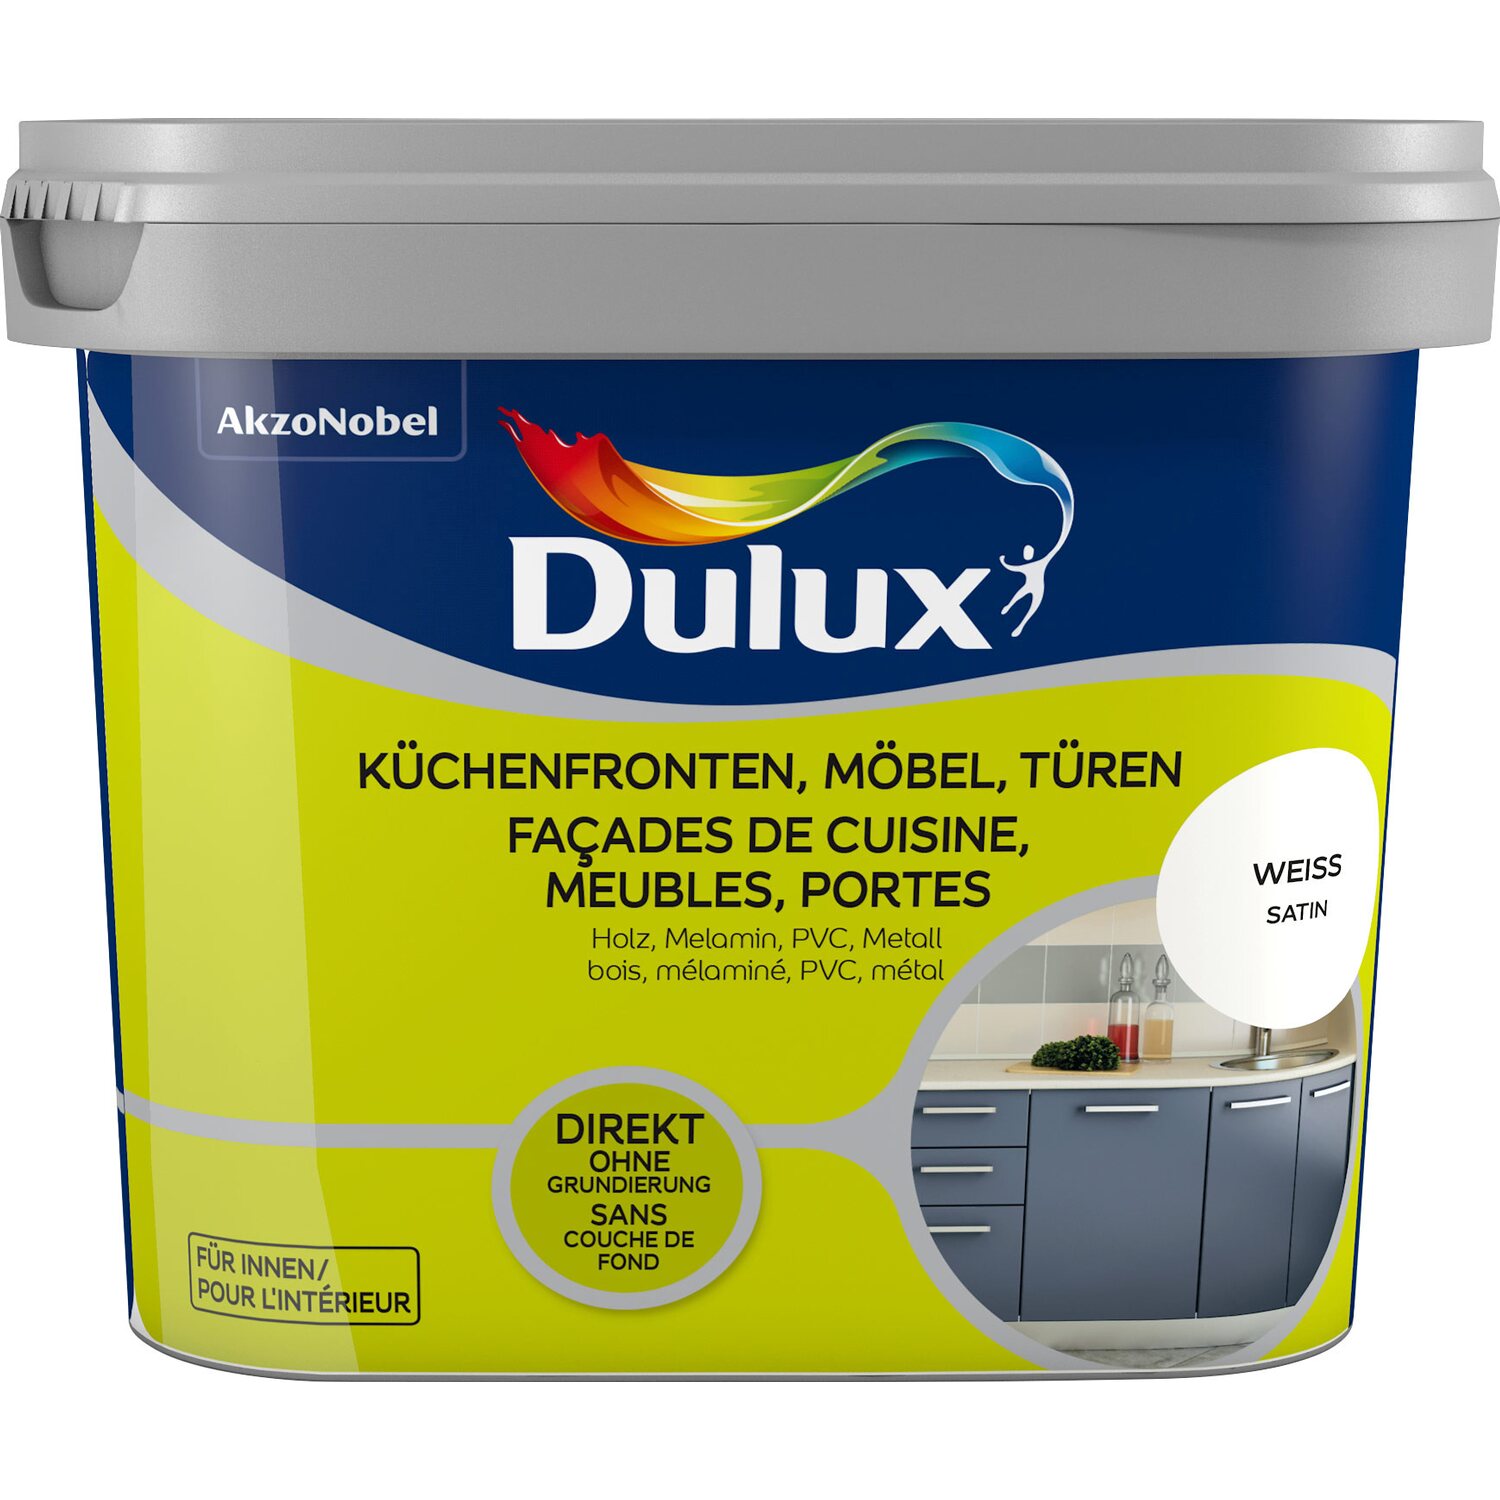 AkzoNobel
Dulux
KÜCHENFRONTEN, MÖBEL, TÜREN
FAÇADES DE CUISINE,
MEUBLES, PORTES
Holz, Melamin, PVC, Metall
bois, mélaminé, PVC, métal
WEISS
SATIN
DIREKT
OHNE
GRUNDIERUNG
SANS
COUCHE DE
FOND
FÜR INNEN/
POUR L'INTÉRIEUR